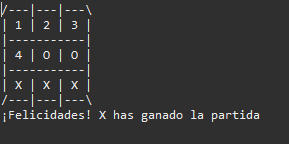 /---|---|---\
| 1 | 2 | 3 |
|-----------|
| 4 | O | O |
|-----------|
| X | X | X |
/---|---|---\
¡Felicidades! X has ganado la partida